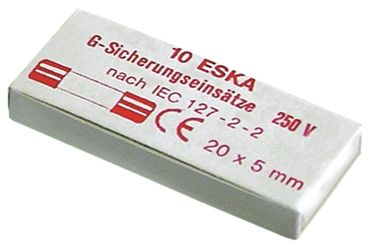 10 ESKA
G-Sicherungseinsätze
nach IEC 127-2-2
250 V
CE
20 x 5 mm